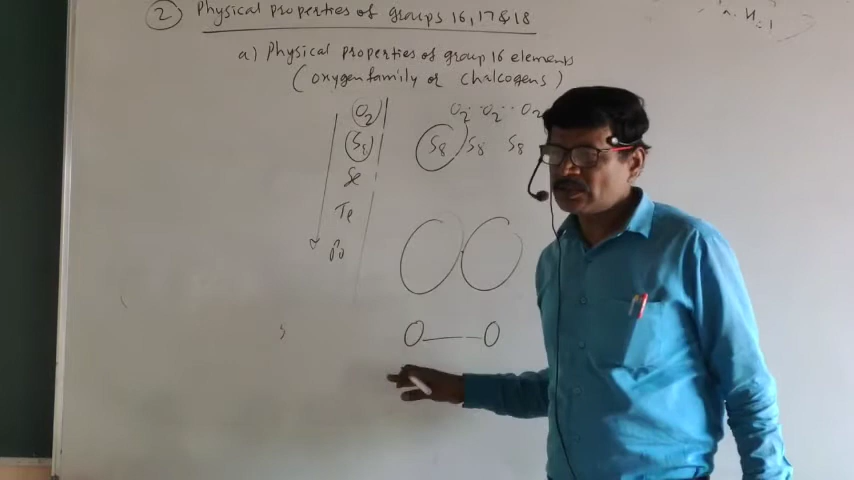 2 Physical properties of groups 16, 17 & 18
a) Physical properties of group 16 elements
(oxygen family or chalcogens)
O2 O2 -- O2 -- O2
S8 S8 S8 S8
Se
Te
Po
O — O